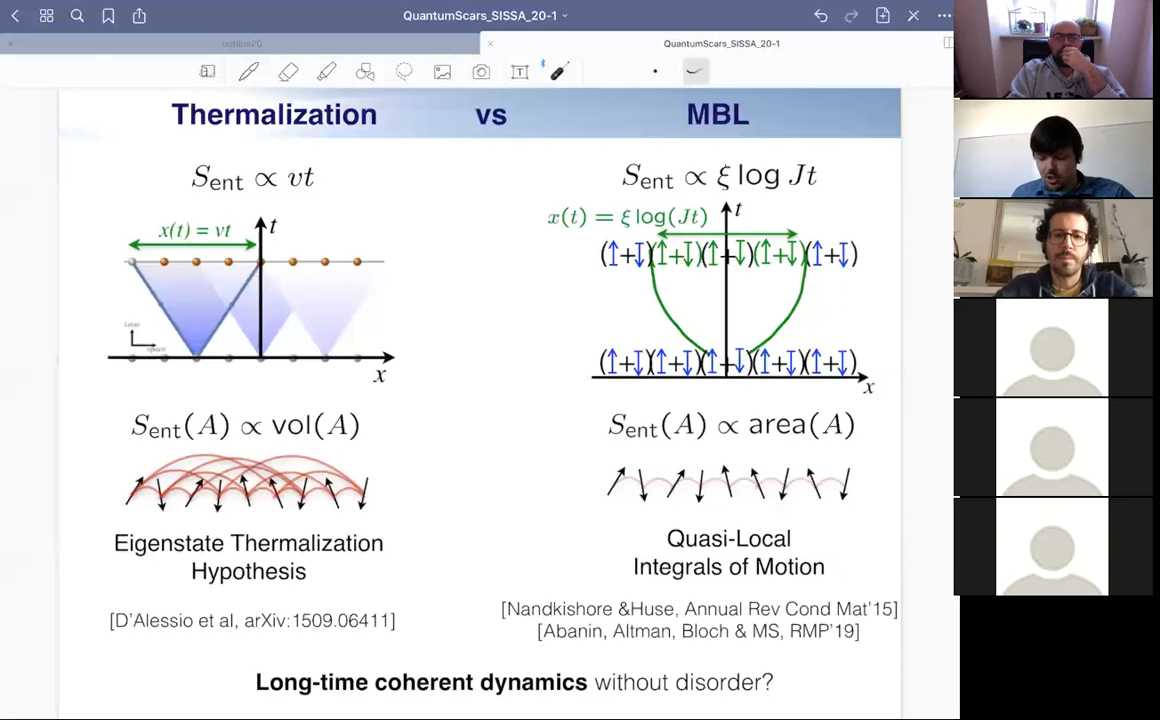 QuantumScars_SISSA_20-1
QuantumScars_SISSA_20-1
Thermalization vs MBL
S_ent ∝ vt
S_ent ∝ ξ log Jt
x(t) = vt
t
x
x(t) = ξ log(Jt)
t
(↑+↓)(↑+↓)(↑+↓)(↑+↓)(↑+↓)
(↑+↓)(↑+↓)(↑+↓)(↑+↓)(↑+↓)
x
S_ent(A) ∝ vol(A)
S_ent(A) ∝ area(A)
Eigenstate Thermalization
Hypothesis
[D'Alessio et al, arXiv:1509.06411]
Quasi-Local
Integrals of Motion
[Nandkishore &Huse, Annual Rev Cond Mat'15]
[Abanin, Altman, Bloch & MS, RMP'19]
Long-time coherent dynamics without disorder?